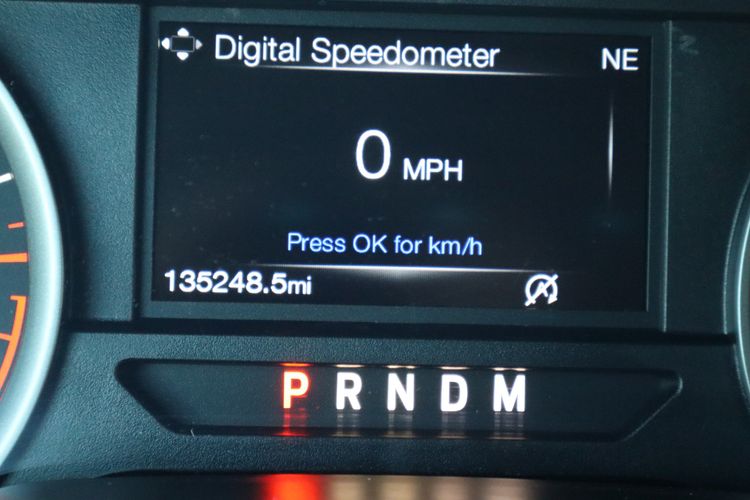 Digital Speedometer NE
0 MPH
Press OK for km/h
135248.5mi
P R N D M